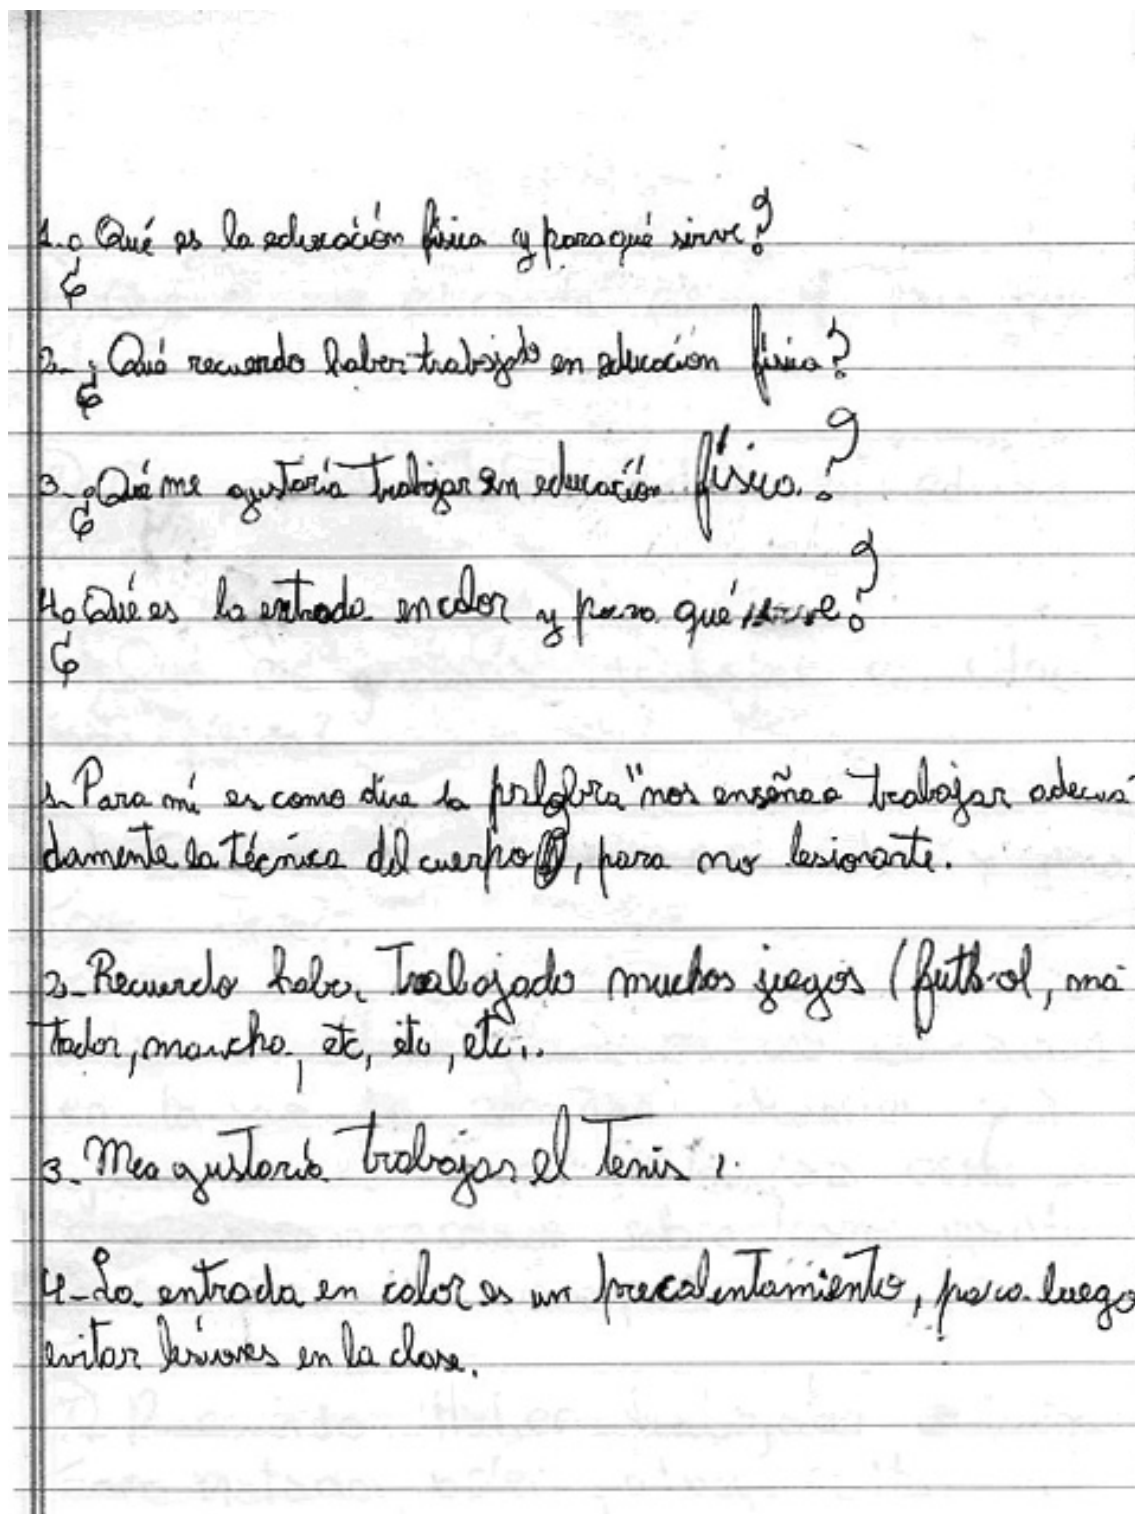 1. ¿Qué es la educación física y para qué sirve?
2. ¿Qué recuerdo haber trabajado en educación física?
3. ¿Qué me gustaría trabajar en educación física?
4. ¿Qué es la entrada en calor y para qué sirve?
1. Para mí es como dice la palabra "nos enseña a trabajar adecua
damente la técnica del cuerpo, para no lesionarte.
2- Recuerdo haber trabajado muchos juegos (futbol, ma
tador, mancha, etc, etc, etc..
3- Me gustaría trabajar el tenis.
4- La entrada en calor es un precalentamiento, para luego
evitar lesiones en la clase.